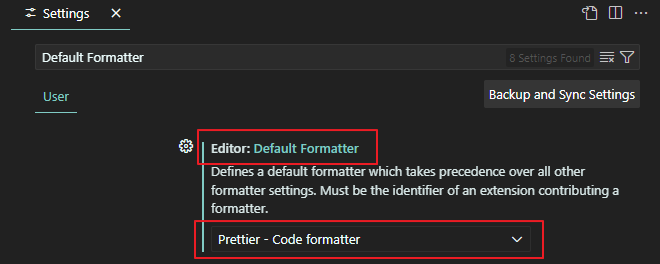 Settings
Default Formatter
8 Settings Found
User
Backup and Sync Settings
Editor: Default Formatter
Defines a default formatter which takes precedence over all other
formatter settings. Must be the identifier of an extension contributing a
formatter.
Prettier - Code formatter